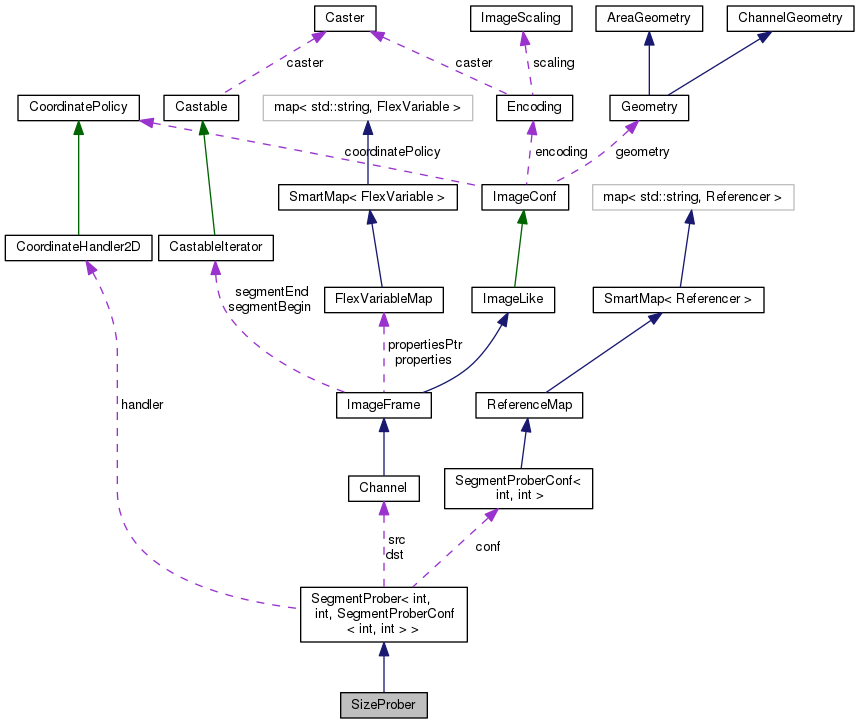 Caster
ImageScaling
AreaGeometry
ChannelGeometry
caster
caster
scaling
CoordinatePolicy
Castable
map< std::string, FlexVariable >
Encoding
Geometry
coordinatePolicy
encoding
geometry
SmartMap< FlexVariable >
ImageConf
map< std::string, Referencer >
CoordinateHandler2D
CastableIterator
segmentEnd
segmentBegin
FlexVariableMap
ImageLike
SmartMap< Referencer >
propertiesPtr
properties
handler
ImageFrame
ReferenceMap
Channel
SegmentProberConf<
int, int >
src
dst
conf
SegmentProber< int,
int, SegmentProberConf
< int, int > >
SizeProber